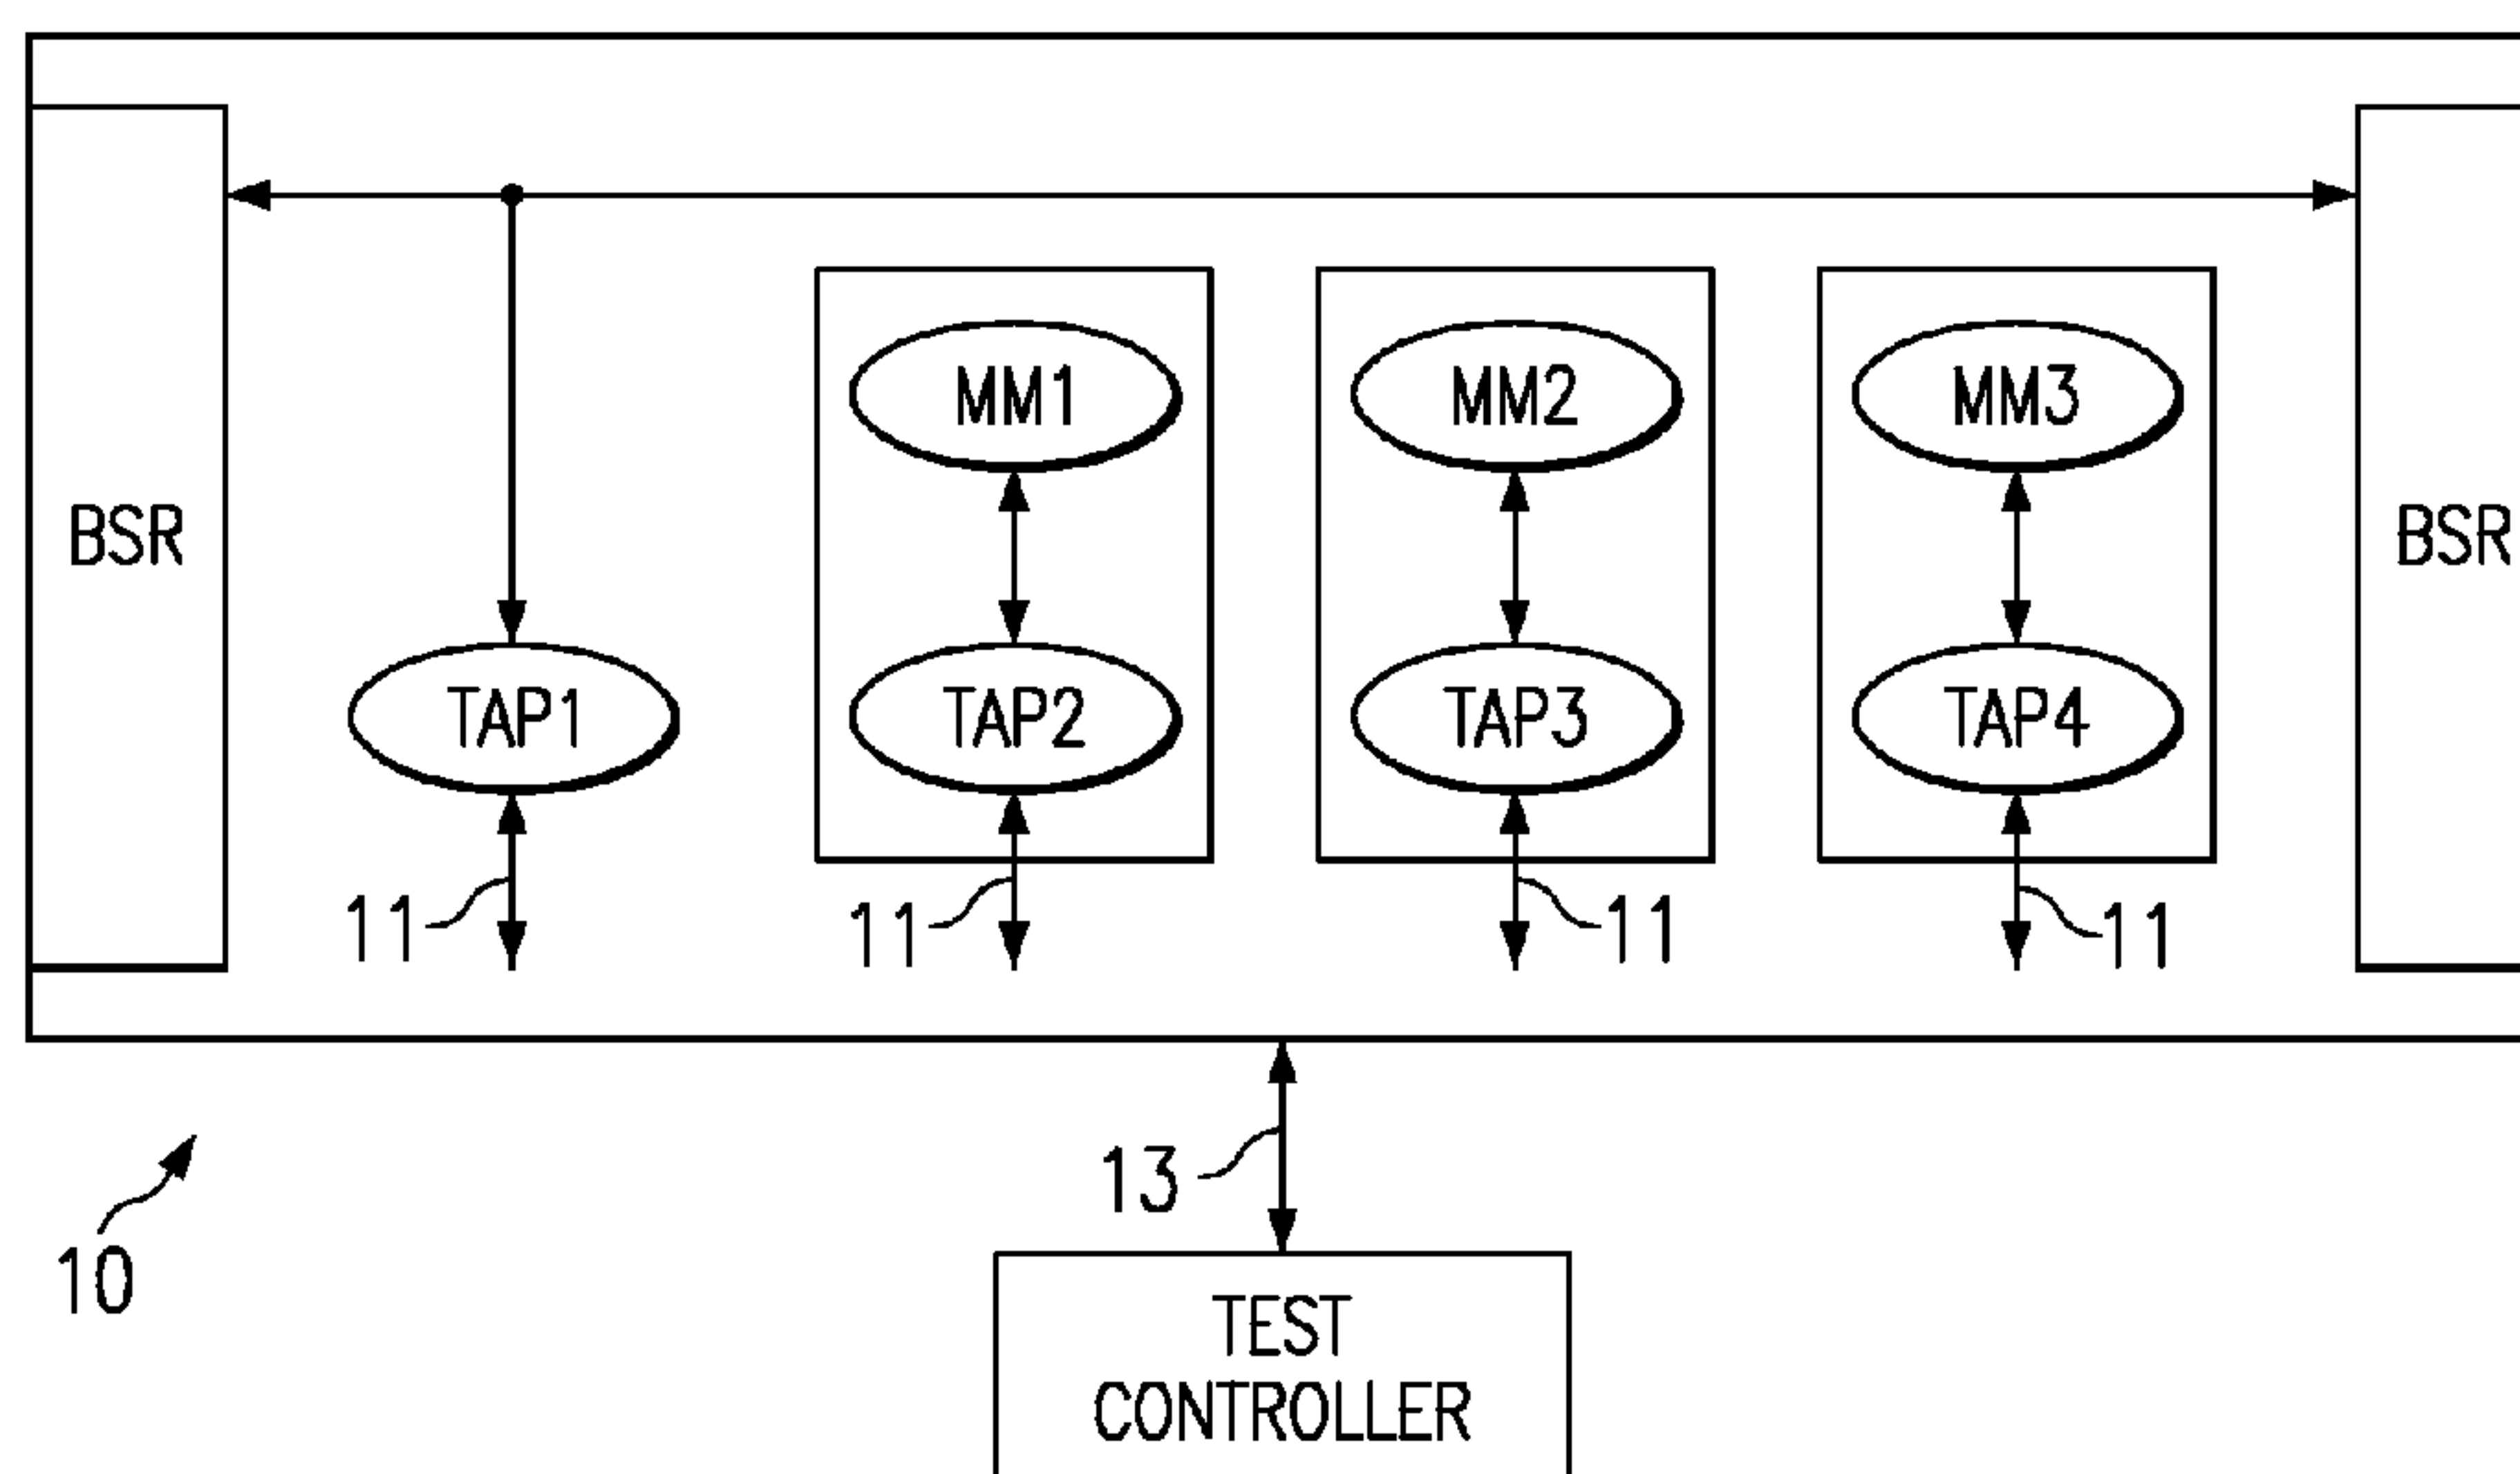 MM1
MM2
MM3
BSR
BSR
TAP1
TAP2
TAP3
TAP4
11
11
11
11
13
10
TEST
CONTROLLER